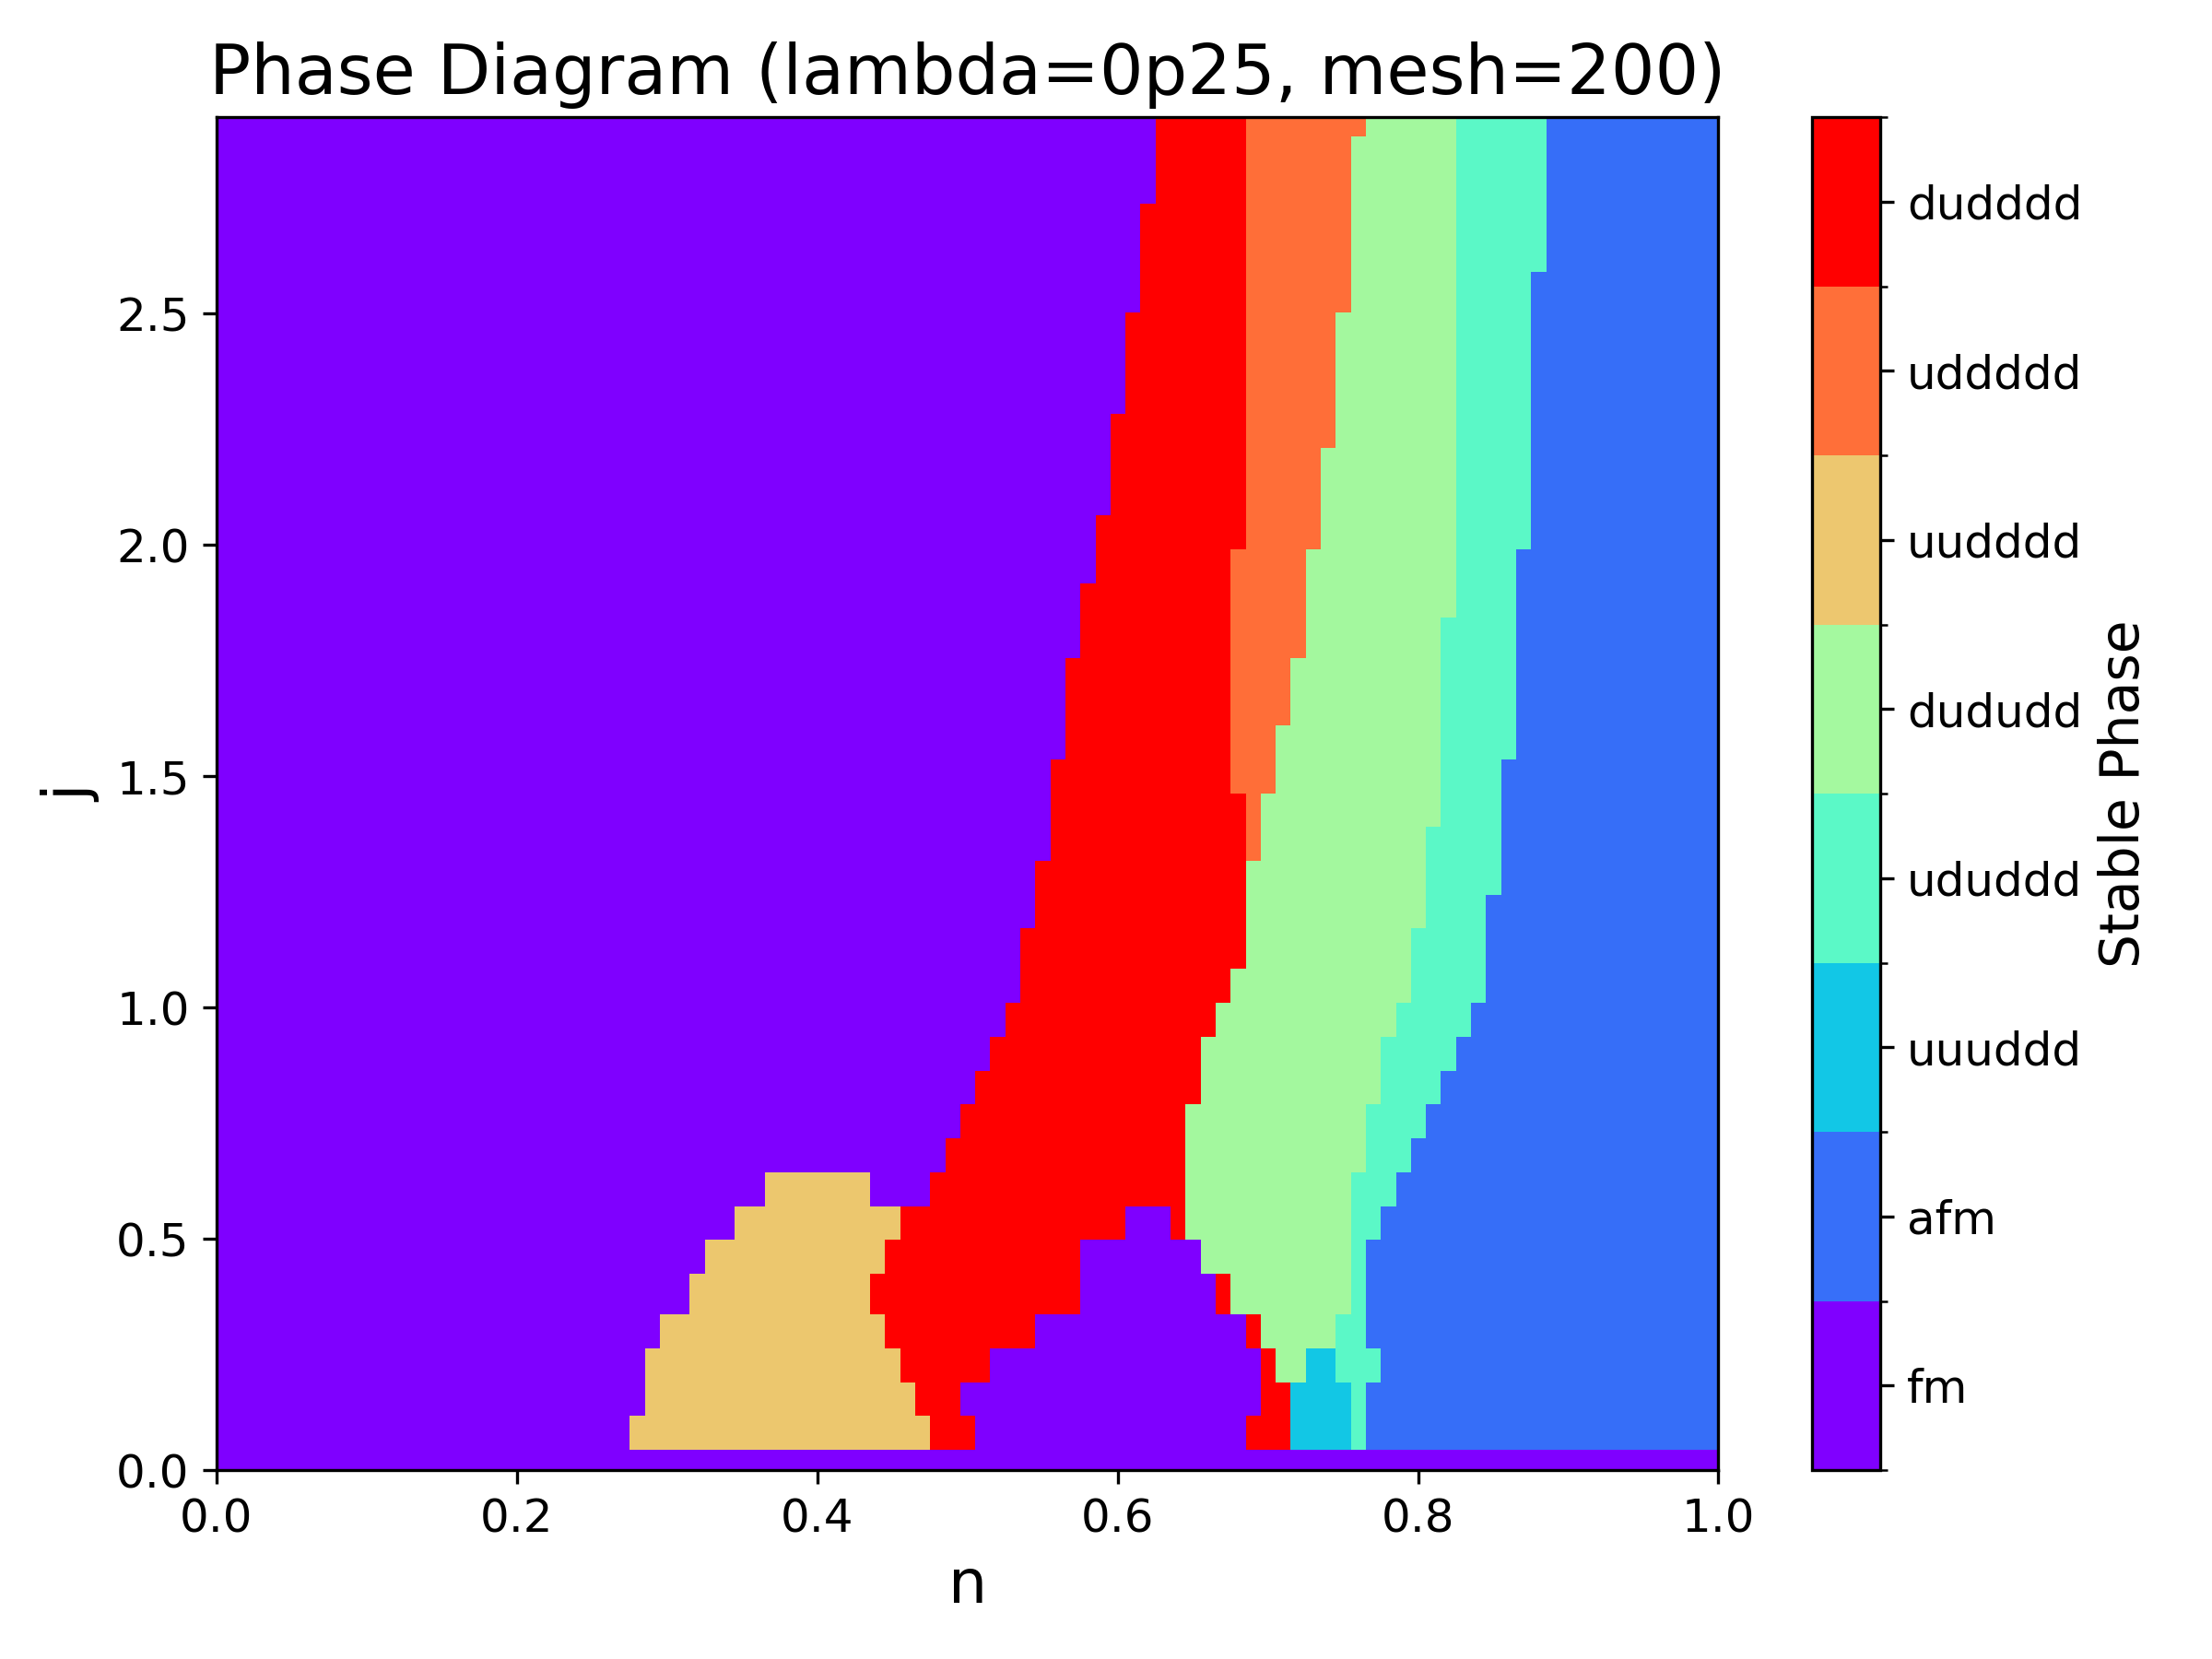 Phase Diagram (lambda=0p25, mesh=200)
j
2.5
2.0
1.5
1.0
0.5
0.0
0.0 0.2 0.4 0.6 0.8 1.0
n
dudddd
uddddd
uudddd
dududd
ududdd
uuuddd
afm
fm
Stable Phase